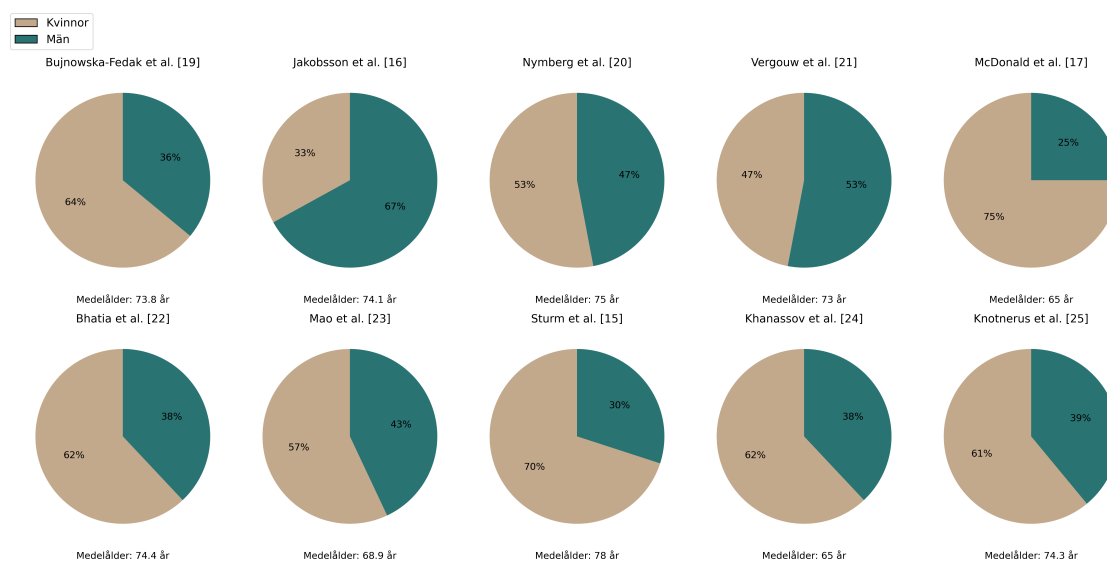 Kvinnor
Män
Bujnowska-Fedak et al. [19]
Jakobsson et al. [16]
Nymberg et al. [20]
Vergouw et al. [21]
McDonald et al. [17]
36%
64%
33%
67%
47%
53%
47%
53%
25%
75%
Medelålder: 73.8 år
Medelålder: 74.1 år
Medelålder: 75 år
Medelålder: 73 år
Medelålder: 65 år
Bhatia et al. [22]
Mao et al. [23]
Sturm et al. [15]
Khanassov et al. [24]
Knotnerus et al. [25]
38%
62%
43%
57%
30%
70%
38%
62%
39%
61%
Medelålder: 74.4 år
Medelålder: 68.9 år
Medelålder: 78 år
Medelålder: 65 år
Medelålder: 74.3 år